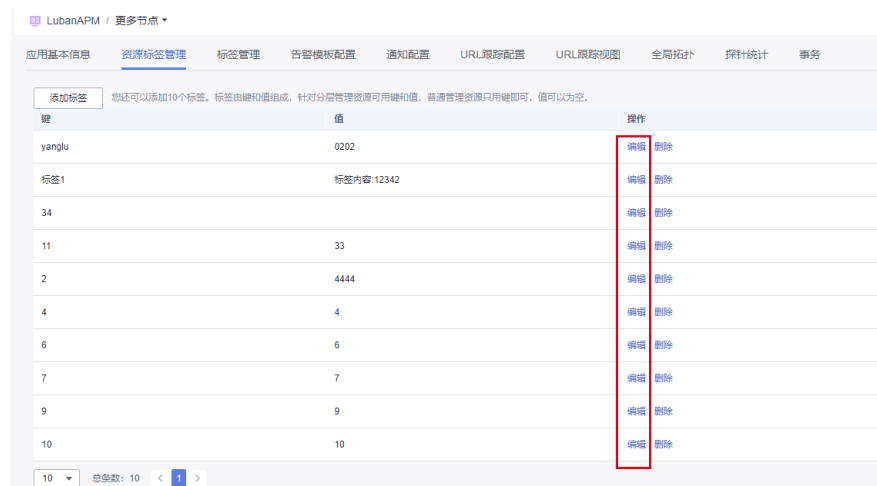 LubanAPM / 更多节点
应用基本信息 资源标签管理 标签管理 告警模板配置 通知配置 URL跟踪配置 URL跟踪视图 全局拓扑 探针统计 事务
添加标签 您还可以添加10个标签。标签由键和值组成，针对分层管理资源可用键和值，普通管理资源只用键即可，值可以为空。
键 值 操作
yanglu 0202 编辑 删除
标签1 标签内容:12342 编辑 删除
34 编辑 删除
11 33 编辑 删除
2 4444 编辑 删除
4 4 编辑 删除
6 6 编辑 删除
7 7 编辑 删除
9 9 编辑 删除
10 10 编辑 删除
10 总条数: 10 < 1 >